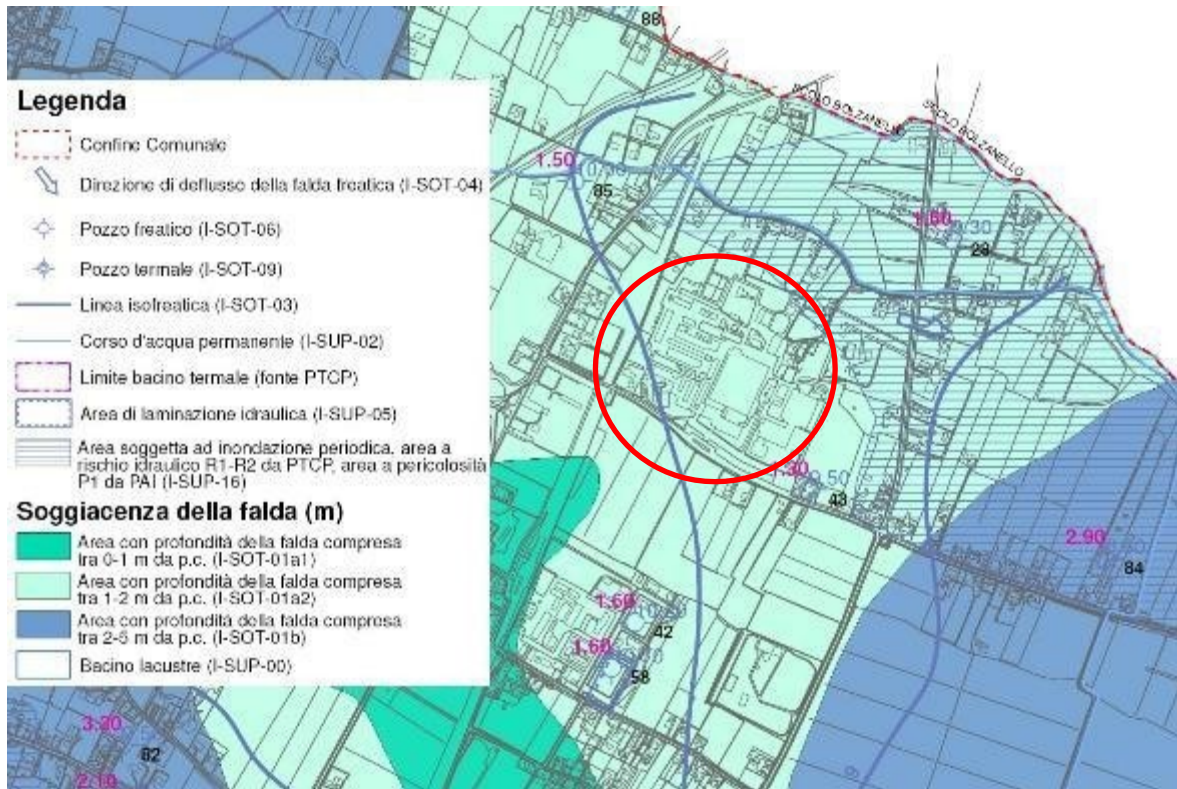 88
Legenda
Confine Comunale
Direzione di deflusso della falda freatica (I-SOT-04)
Pozzo freatico (I-SOT-06)
Pozzo termale (I-SOT-09)
Linea isofreatica (I-SOT-03)
Corso d'acqua permanente (I-SUP-02)
Limite bacino termale (fonte PTCP)
Area di laminazione idraulica (I-SUP-05)
Area soggetta ad inondazione periodica, area a
rischio idraulico R1-R2 da PTCP, area a pericolosità
P1 da PAI (I-SUP-16)
Soggiacenza della falda (m)
Area con profondità della falda compresa
tra 0-1 m da p.c. (I-SOT-01a1)
Area con profondità della falda compresa
tra 1-2 m da p.c. (I-SOT-01a2)
Area con profondità della falda compresa
tra 2-5 m da p.c. (I-SOT-01b)
Bacino lacustre (I-SUP-00)
SCOLO BOLZANELLO
SCOLO BOLZANELLO
1.50
85
28
1.30
43
2.90
84
1.60
42
1.60
58
3.30
82
2.10